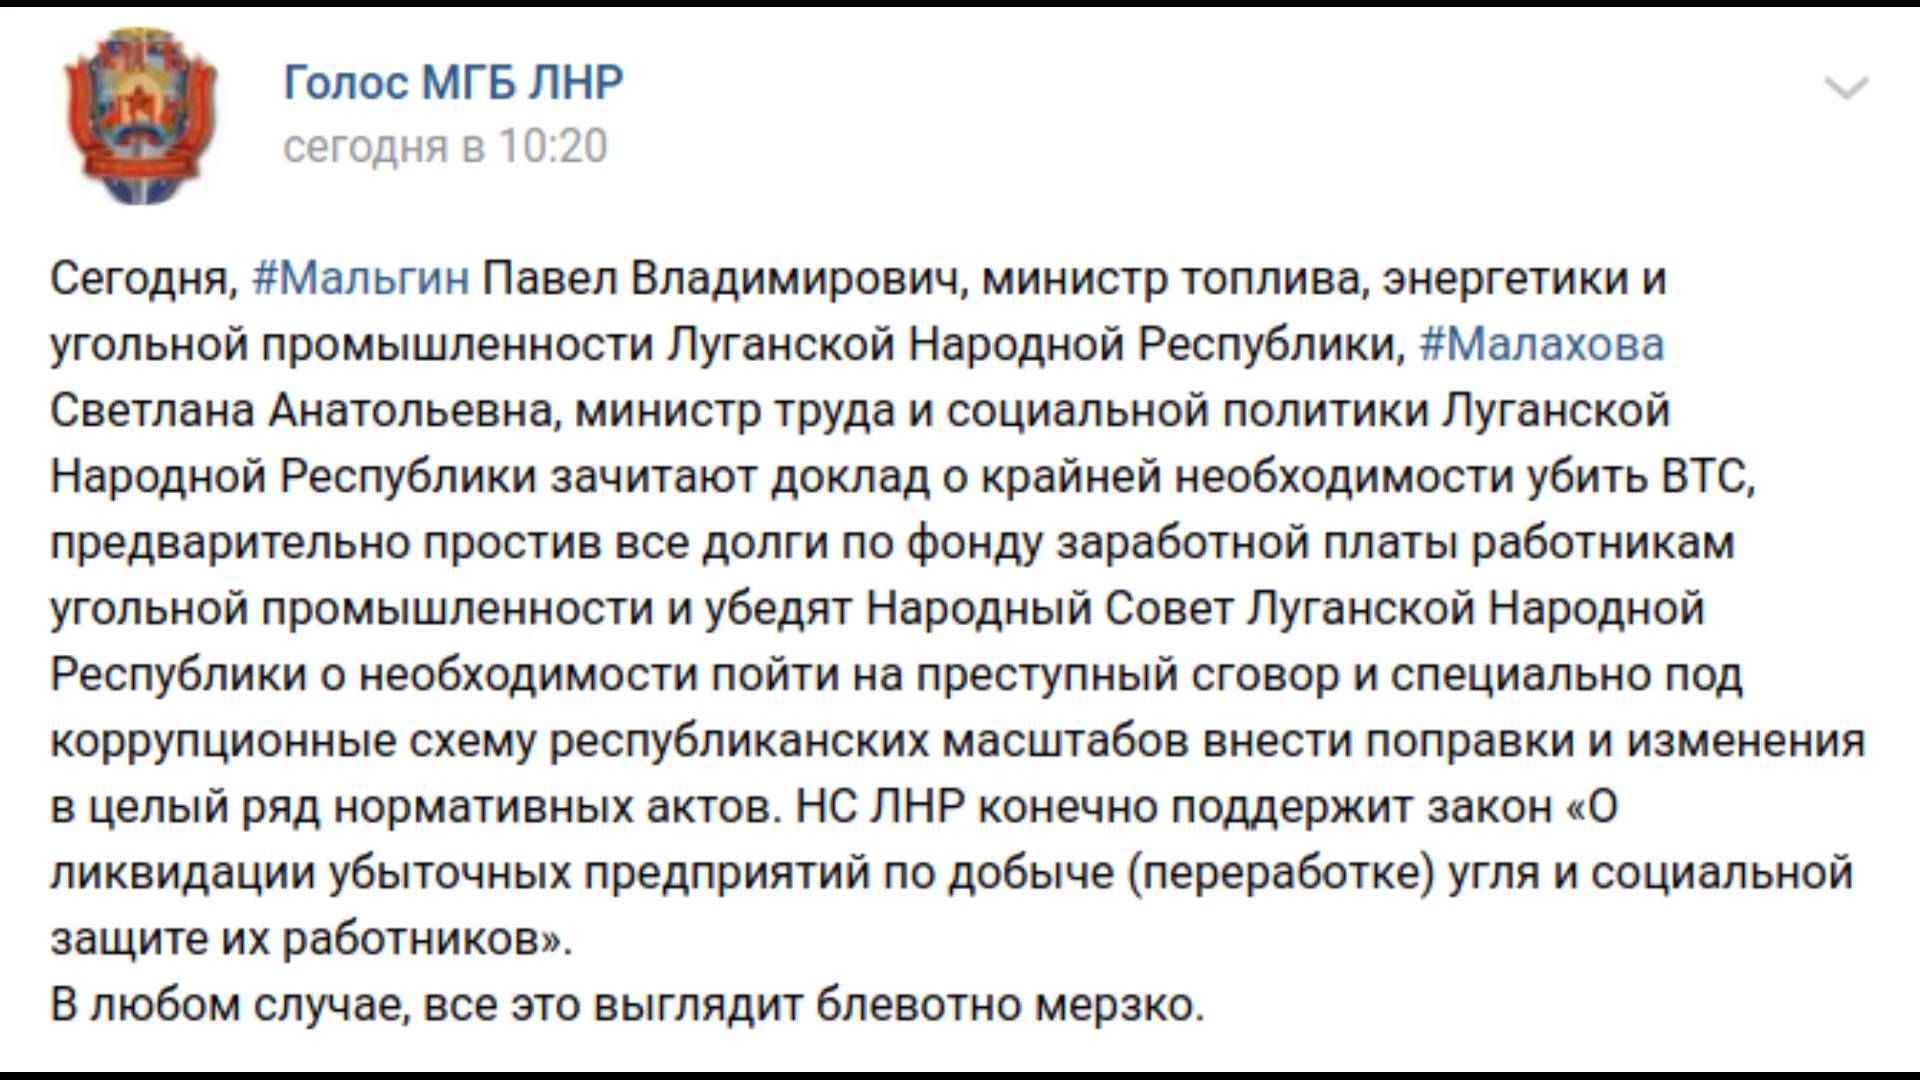 Голос МГБ ЛНР
сегодня в 10:20
Сегодня, #Мальгин Павел Владимирович, министр топлива, энергетики и
угольной промышленности Луганской Народной Республики, #Малахова
Светлана Анатольевна, министр труда и социальной политики Луганской
Народной Республики зачитают доклад о крайней необходимости убить ВТС,
предварительно простив все долги по фонду заработной платы работникам
угольной промышленности и убедят Народный Совет Луганской Народной
Республики о необходимости пойти на преступный сговор и специально под
коррупционные схему республиканских масштабов внести поправки и изменения
в целый ряд нормативных актов. НС ЛНР конечно поддержит закон «О
ликвидации убыточных предприятий по добыче (переработке) угля и социальной
защите их работников».
В любом случае, все это выглядит блевотно мерзко.